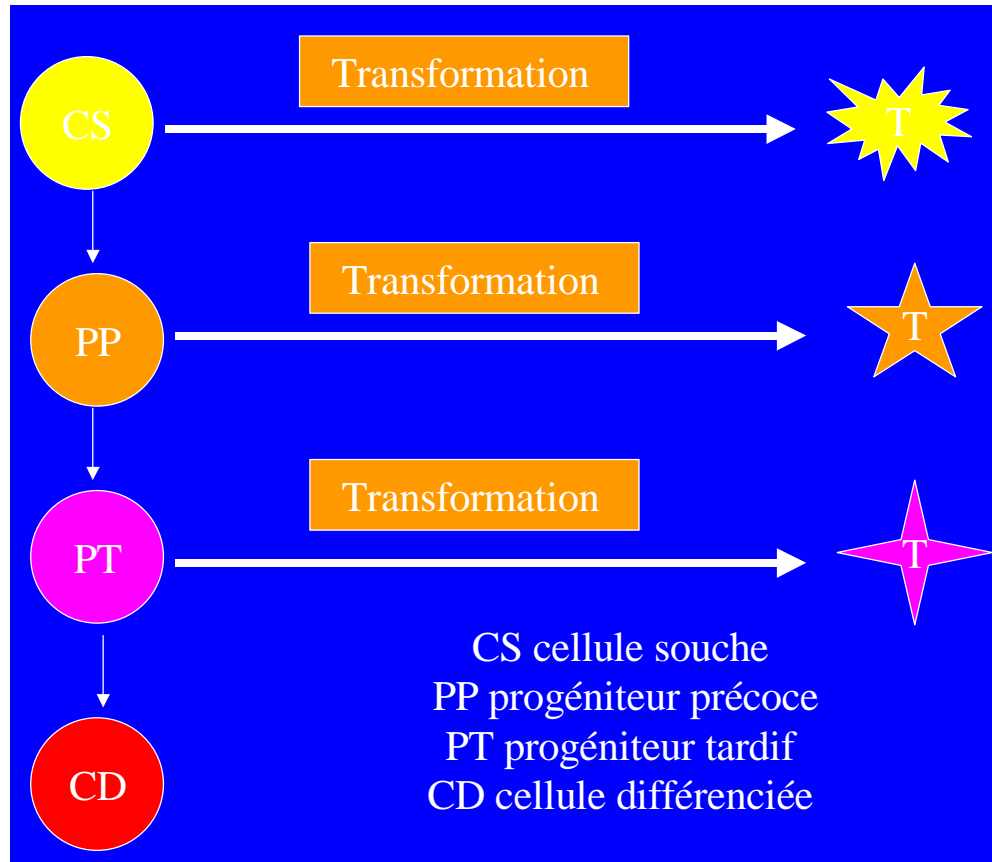 Transformation
CS
T
Transformation
PP
T
Transformation
PT
T
CS cellule souche
PP progéniteur précoce
PT progéniteur tardif
CD cellule différenciée
CD